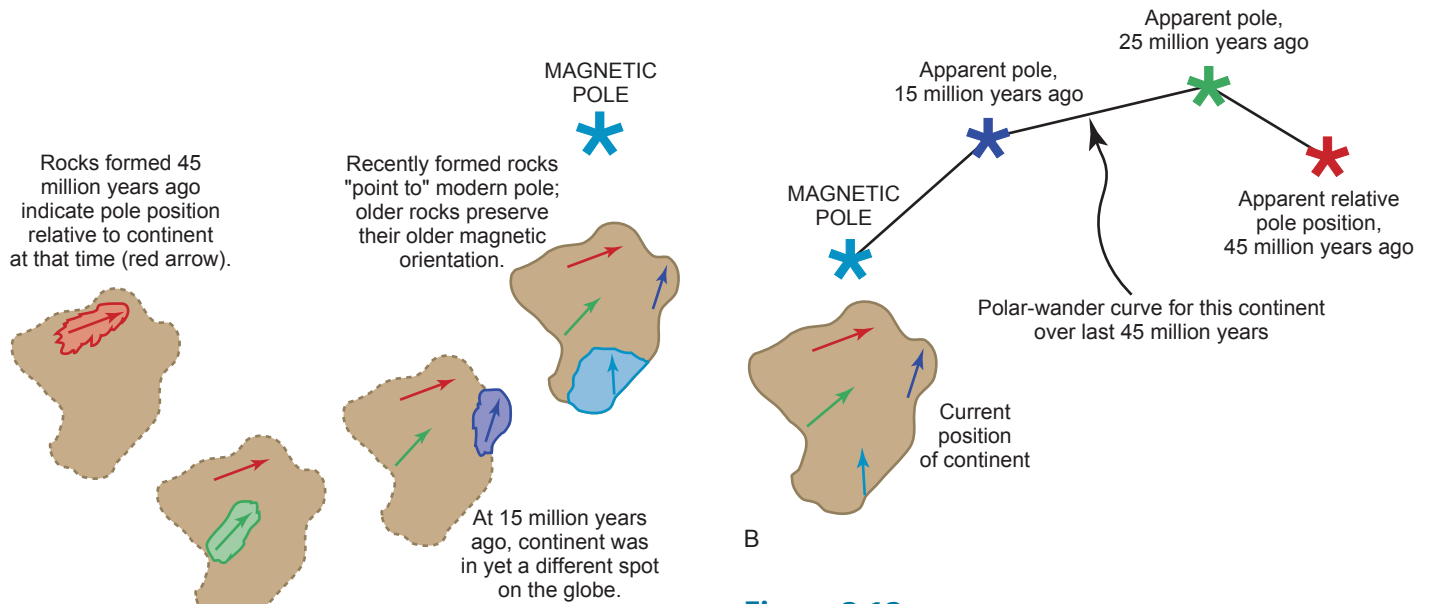 Rocks formed 45
million years ago
indicate pole position
relative to continent
at that time (red arrow).
Recently formed rocks
"point to" modern pole;
older rocks preserve
their older magnetic
orientation.
MAGNETIC
POLE
At 15 million years
ago, continent was
in yet a different spot
on the globe.
MAGNETIC
POLE
Apparent pole,
15 million years ago
Apparent pole,
25 million years ago
Apparent relative
pole position,
45 million years ago
Polar-wander curve for this continent
over last 45 million years
Current
position
of continent
B